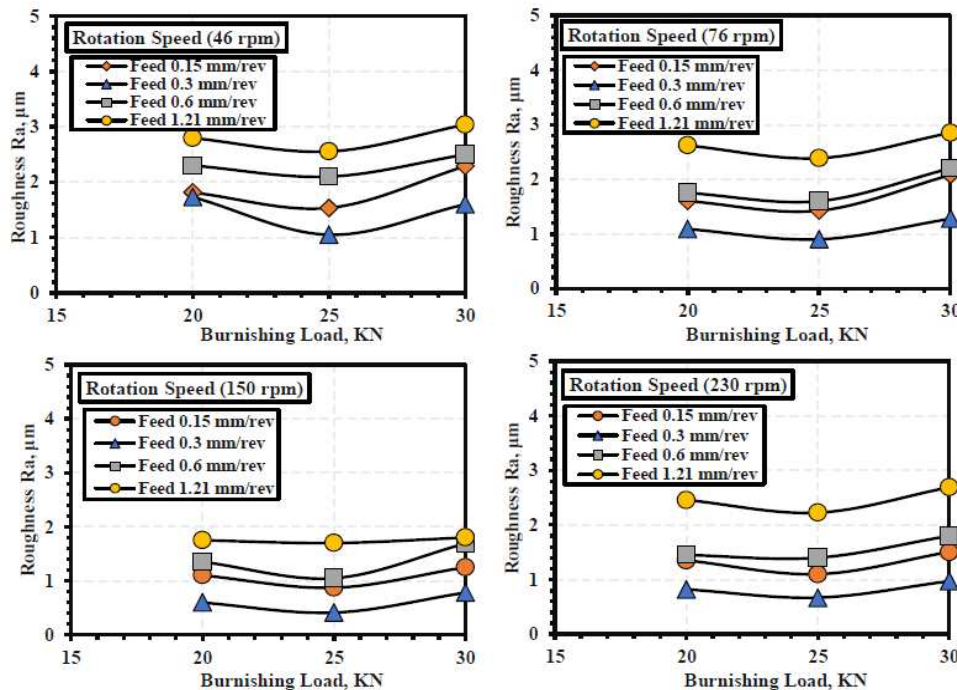 Rotation Speed (46 rpm)
Feed 0.15 mm/rev
Feed 0.3 mm/rev
Feed 0.6 mm/rev
Feed 1.21 mm/rev
Roughness Ra, µm
5
4
3
2
1
0
15 20 25 30
Burnishing Load, KN
Rotation Speed (76 rpm)
Feed 0.15 mm/rev
Feed 0.3 mm/rev
Feed 0.6 mm/rev
Feed 1.21 mm/rev
Roughness Ra, µm
5
4
3
2
1
0
15 20 25 30
Burnishing Load, KN
Rotation Speed (150 rpm)
Feed 0.15 mm/rev
Feed 0.3 mm/rev
Feed 0.6 mm/rev
Feed 1.21 mm/rev
Roughness Ra, µm
5
4
3
2
1
0
15 20 25 30
Burnishing Load, KN
Rotation Speed (230 rpm)
Feed 0.15 mm/rev
Feed 0.3 mm/rev
Feed 0.6 mm/rev
Feed 1.21 mm/rev
Roughness Ra, µm
5
4
3
2
1
0
15 20 25 30
Burnishing Load, KN